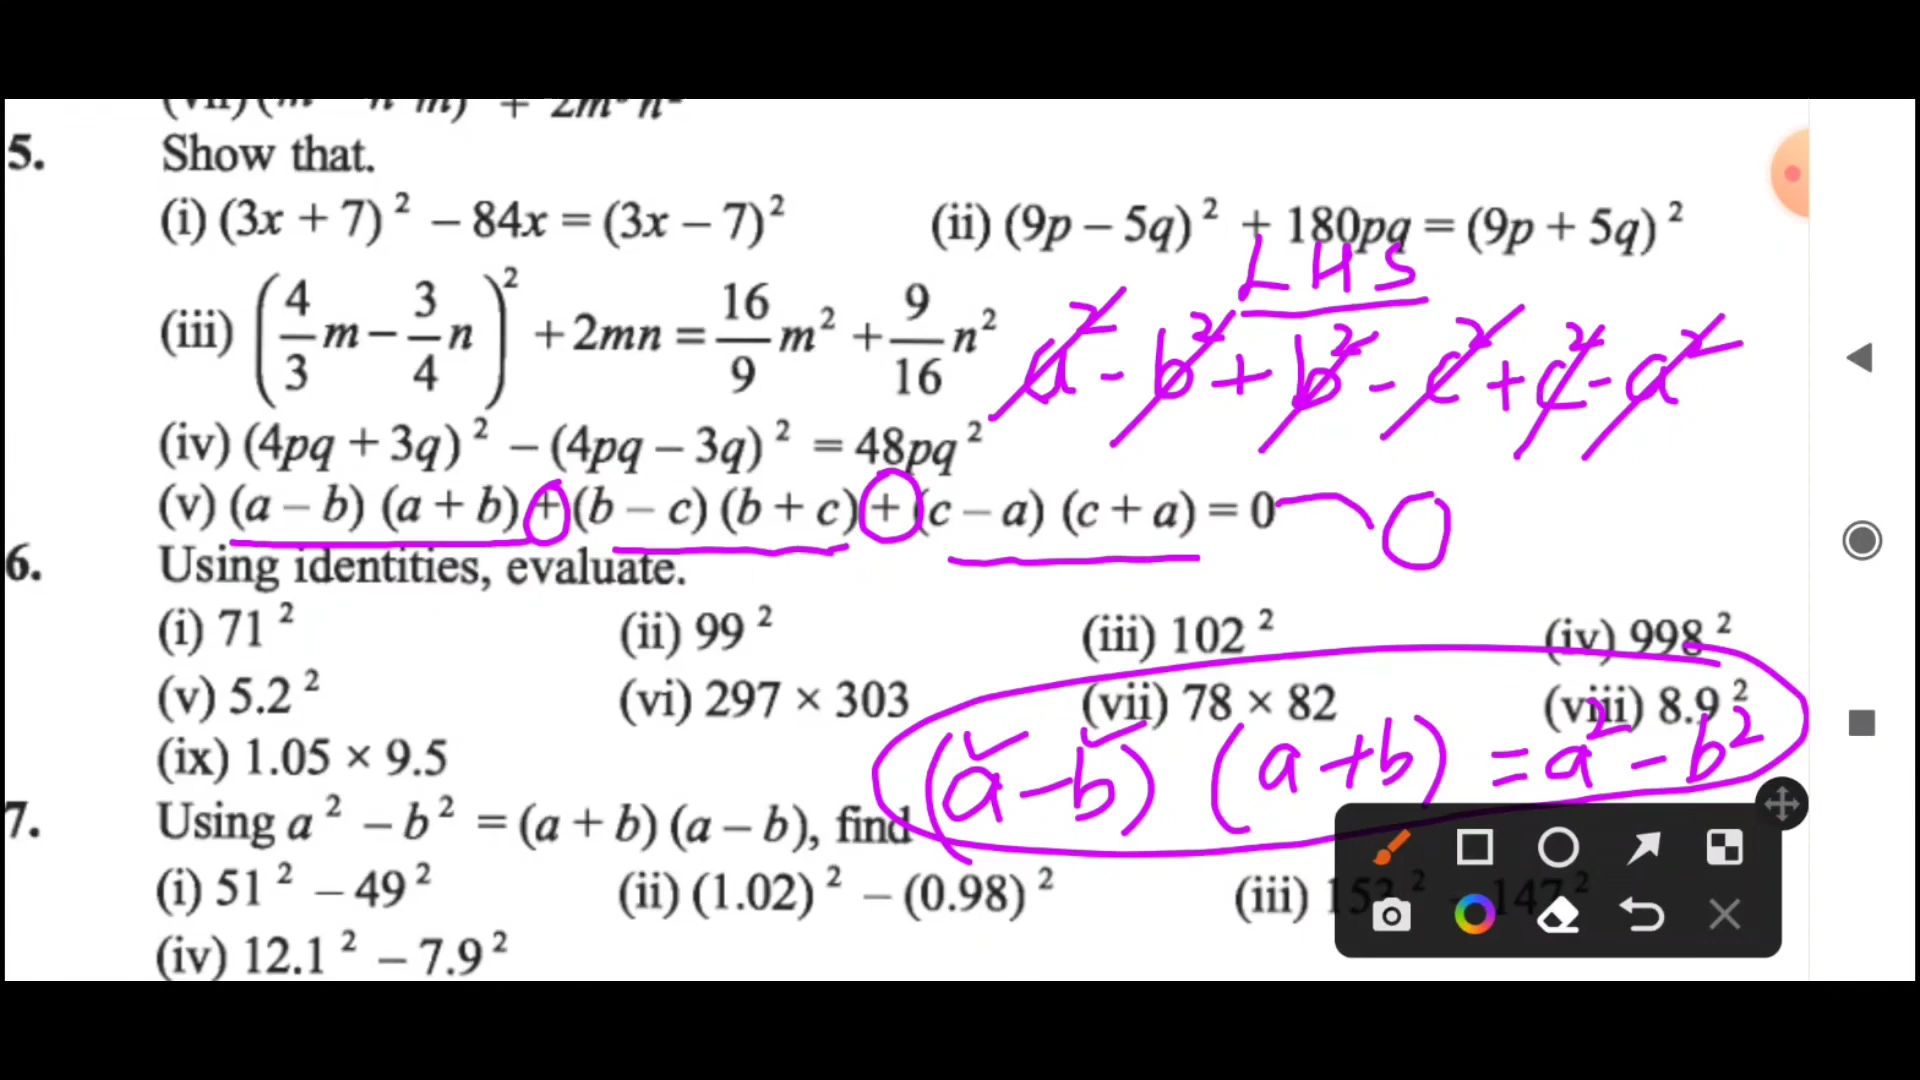 5. Show that.
(i) (3x + 7)² – 84x = (3x – 7)² (ii) (9p – 5q)² + 180pq = (9p + 5q)²
LHS
(iii) (4/3 m – 3/4 n)² + 2mn = 16/9 m² + 9/16 n²
a² - b² + b² - c² + c² - a²
(iv) (4pq + 3q)² – (4pq – 3q)² = 48pq²
(v) (a – b) (a + b) + (b – c) (b + c) + (c – a) (c + a) = 0 0
6. Using identities, evaluate.
(i) 71² (ii) 99² (iii) 102² (iv) 998²
(v) 5.2² (vi) 297 × 303 (vii) 78 × 82 (viii) 8.9²
(ix) 1.05 × 9.5
(a - b) (a + b) = a² - b²
7. Using a² – b² = (a + b) (a – b), find
(i) 51² – 49² (ii) (1.02)² – (0.98)² (iii) 153² – 147²
(iv) 12.1² – 7.9²